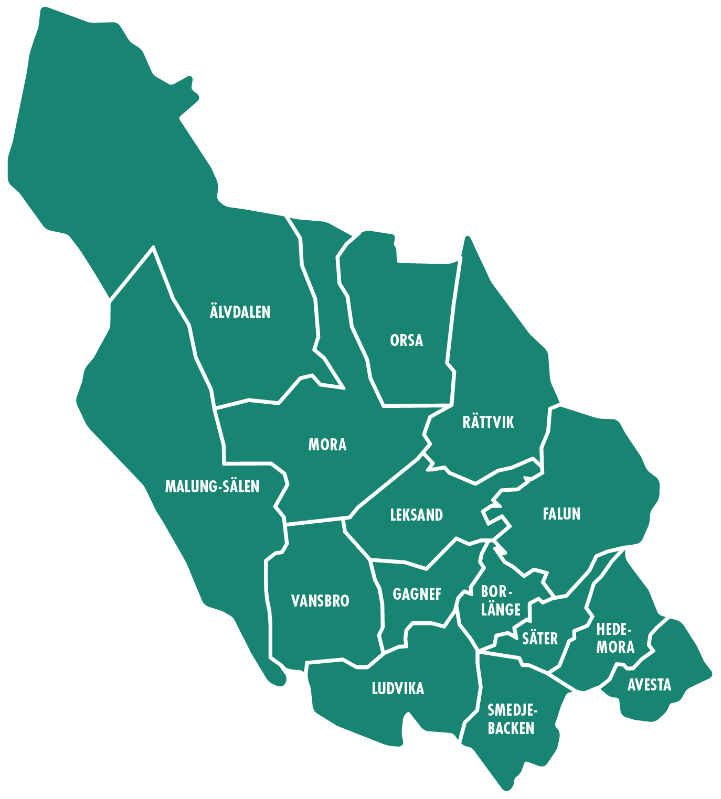 ÄLVDALEN
ORSA
RÄTTVIK
MORA
MALUNG-SÄLEN
LEKSAND
FALUN
VANSBRO
GAGNEF
BOR-
LÄNGE
SÄTER
HEDE-
MORA
LUDVIKA
AVESTA
SMEDJE-
BACKEN